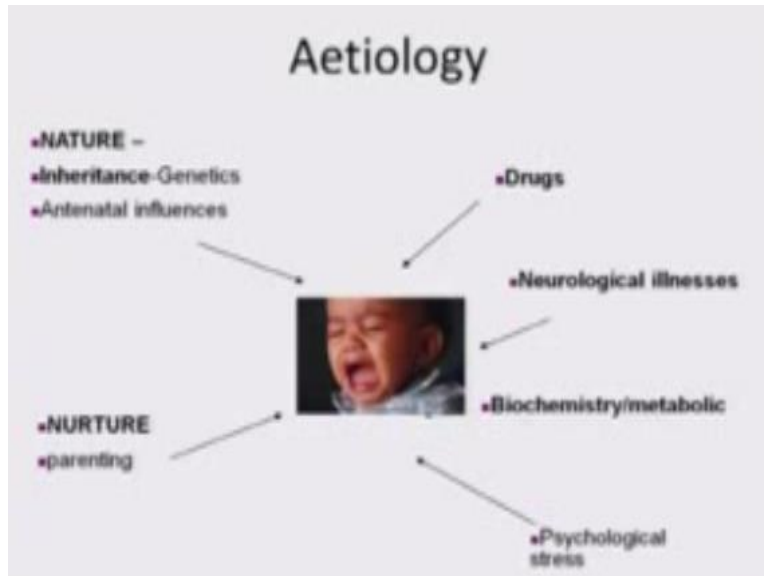 Aetiology
▪NATURE –
▪Inheritance-Genetics
▪Antenatal influences
▪Drugs
▪Neurological illnesses
▪Biochemistry/metabolic
▪NURTURE
▪parenting
▪Psychological
stress